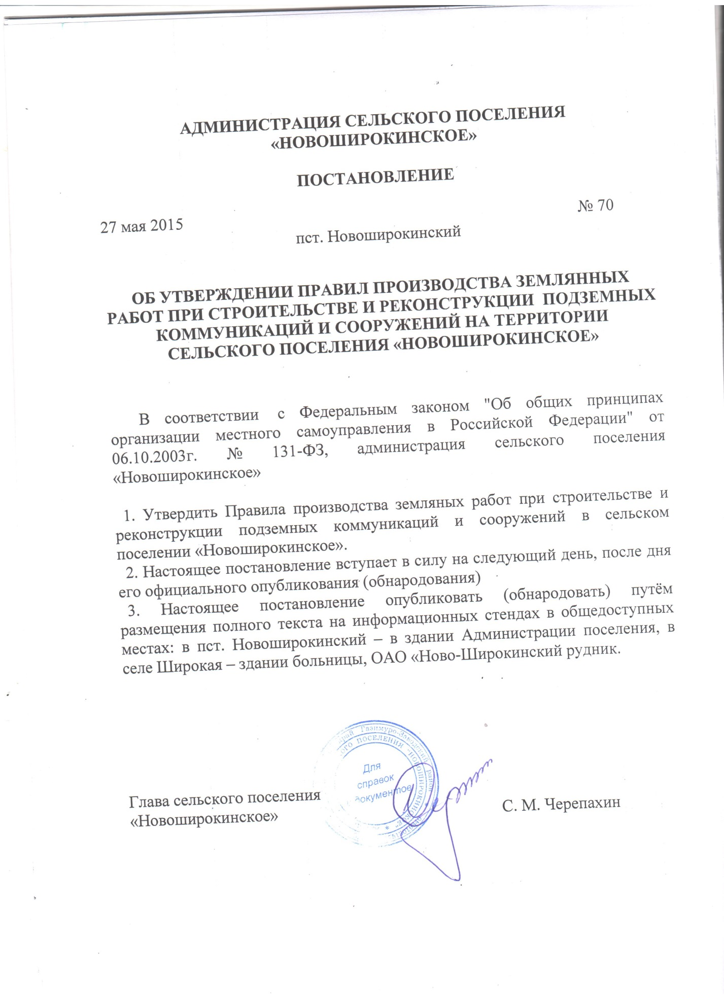 АДМИНИСТРАЦИЯ СЕЛЬСКОГО ПОСЕЛЕНИЯ
«НОВОШИРОКИНСКОЕ»
ПОСТАНОВЛЕНИЕ
27 мая 2015
№ 70
пст. Новоширокинский
ОБ УТВЕРЖДЕНИИ ПРАВИЛ ПРОИЗВОДСТВА ЗЕМЛЯННЫХ
РАБОТ ПРИ СТРОИТЕЛЬСТВЕ И РЕКОНСТРУКЦИИ ПОДЗЕМНЫХ
КОММУНИКАЦИЙ И СООРУЖЕНИЙ НА ТЕРРИТОРИИ
СЕЛЬСКОГО ПОСЕЛЕНИЯ «НОВОШИРОКИНСКОЕ»
В соответствии с Федеральным законом "Об общих принципах
организации местного самоуправления в Российской Федерации" от
06.10.2003г. № 131-ФЗ, администрация сельского поселения
«Новоширокинское»
1. Утвердить Правила производства земляных работ при строительстве и
реконструкции подземных коммуникаций и сооружений в сельском
поселении «Новоширокинское».
2. Настоящее постановление вступает в силу на следующий день, после дня
его официального опубликования (обнародования)
3. Настоящее постановление опубликовать (обнародовать) путём
размещения полного текста на информационных стендах в общедоступных
местах: в пст. Новоширокинский – в здании Администрации поселения, в
селе Широкая – здании больницы, ОАО «Ново-Широкинский рудник.
край Газимуро-Заводский район *
ПОСЕЛЕНИЯ "НОВОШИРОКИНСКОЕ" *
Для
справок
документов
Глава сельского поселения
«Новоширокинское»
С. М. Черепахин